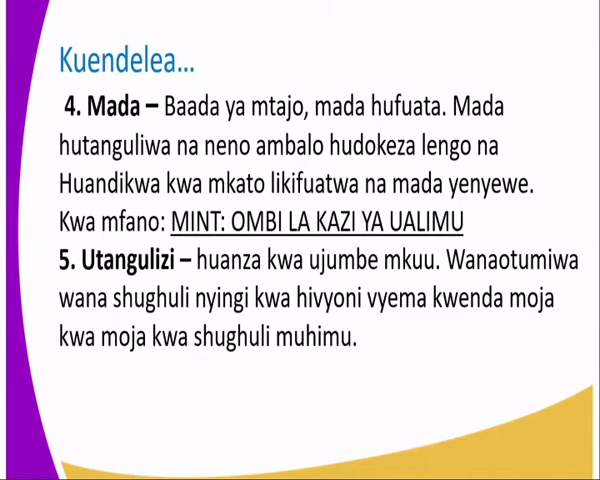 Kuendelea...
4. Mada – Baada ya mtajo, mada hufuata. Mada
hutanguliwa na neno ambalo hudokeza lengo na
Huandikwa kwa mkato likifuatwa na mada yenyewe.
Kwa mfano: MINT: OMBI LA KAZI YA UALIMU
5. Utangulizi – huanza kwa ujumbe mkuu. Wanaotumiwa
wana shughuli nyingi kwa hivyoni vyema kwenda moja
kwa moja kwa shughuli muhimu.